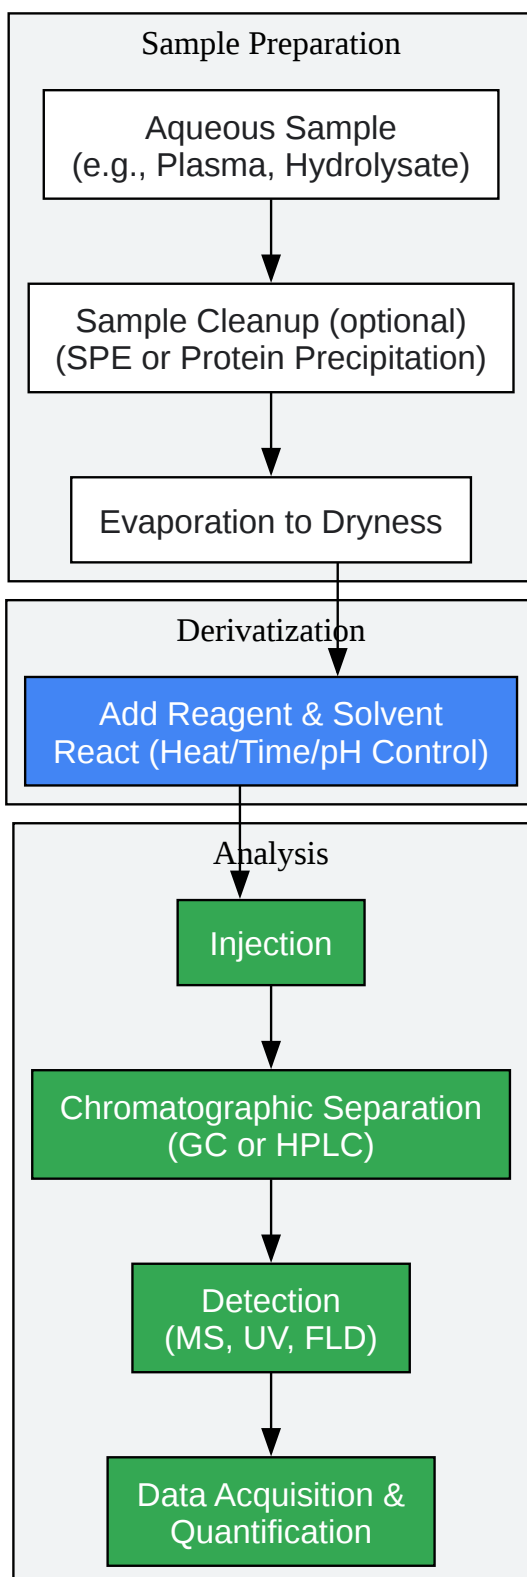 Sample Preparation
Aqueous Sample
(e.g., Plasma, Hydrolysate)
Sample Cleanup (optional)
(SPE or Protein Precipitation)
Evaporation to Dryness
Derivatization
Add Reagent & Solvent
React (Heat/Time/pH Control)
Analysis
Injection
Chromatographic Separation
(GC or HPLC)
Detection
(MS, UV, FLD)
Data Acquisition &
Quantification